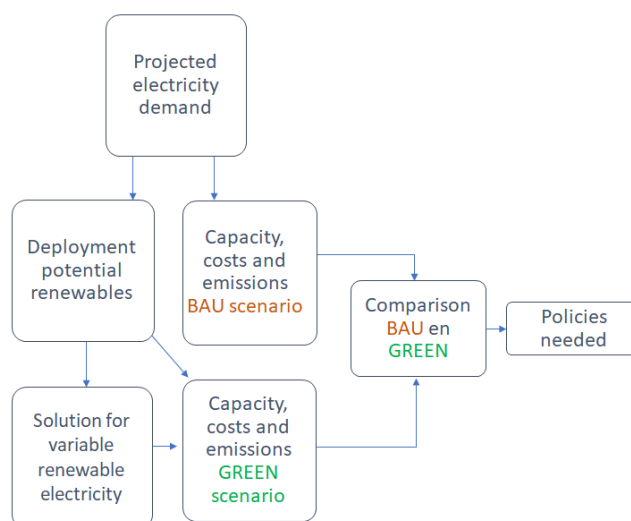 Projected
electricity
demand
Deployment
potential
renewables
Capacity,
costs and
emissions
BAU scenario
Comparison
BAU en
GREEN
Policies
needed
Solution for
variable
renewable
electricity
Capacity,
costs and
emissions
GREEN
scenario